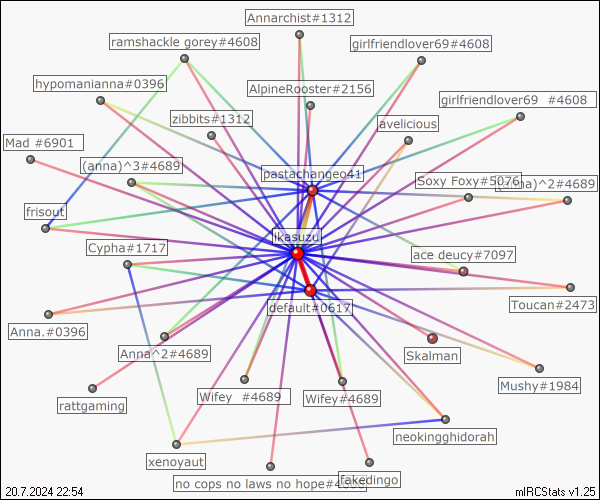 Annarchist#1312
ramshackle gorey#4608
girlfriendlover69#4608
hypomanianna#0396
AlpineRooster#2156
girlfriendlover69 #4608
zibbits#1312
avelicious
Mad #6901
(anna)^3#4689
pastachangeo41
Soxy Foxy#5076
)^2#4689
frisout
ikasuzu
Cypha#1717
ace deucy#7097
default#0617
Toucan#2473
Anna.#0396
Anna^2#4689
Skalman
Mushy#1984
Wifey #4689
Wifey#4689
rattgaming
neokingghidorah
xenoyaut
no cops no laws no hope#
fakedingo
20.7.2024 22:54
mIRCStats v1.25